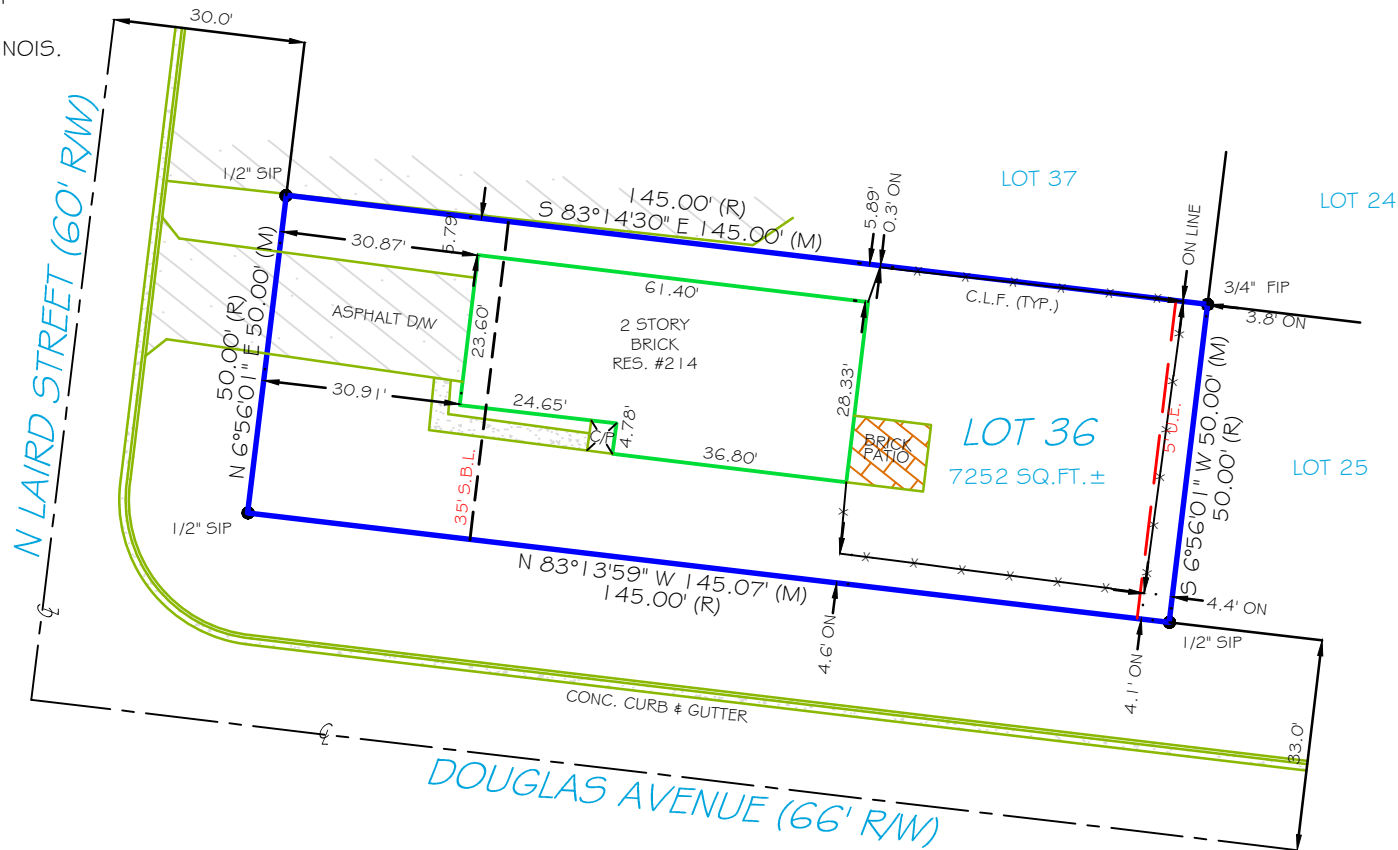 NOIS.
30.0'
N LAIRD STREET (60' R/W)
1/2" SIP
145.00' (R)
S 83°14'30" E 145.00' (M)
5.89'
0.3' ON
LOT 37
LOT 24
ON LINE
3/4" FIP
3.8' ON
C.L.F. (TYP.)
30.87'
5.79'
61.40'
ASPHALT D/W
23.60'
2 STORY
BRICK
RES. #214
50.00' (R)
N 6°56'01" E 50.00' (M)
30.91'
24.65'
C/P
4.78'
36.80'
28.33'
BRICK
PATIO
LOT 36
7252 SQ.FT.±
5' U.E.
S 6°56'01" W 50.00' (M)
50.00' (R)
LOT 25
35' S.B.L.
1/2" SIP
N 83°13'59" W 145.07' (M)
145.00' (R)
4.6' ON
4.4' ON
4.1' ON
1/2" SIP
CONC. CURB & GUTTER
33.0'
DOUGLAS AVENUE (66' R/W)